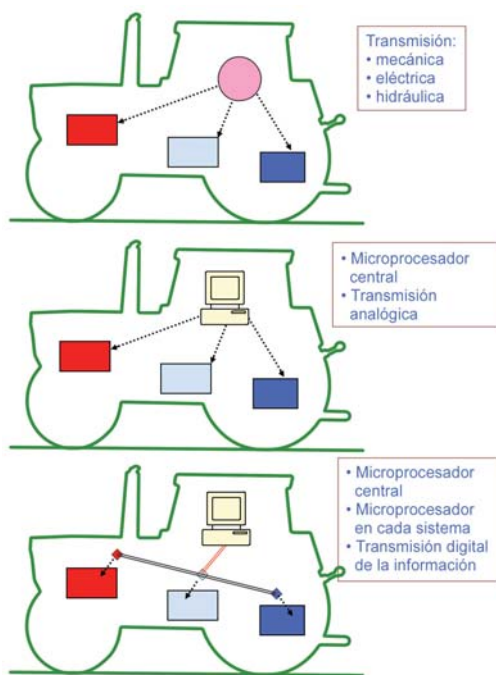 Transmisión:
• mecánica
• eléctrica
• hidráulica
• Microprocesador
central
• Transmisión
analógica
• Microprocesador
central
• Microprocesador
en cada sistema
• Transmisión digital
de la información